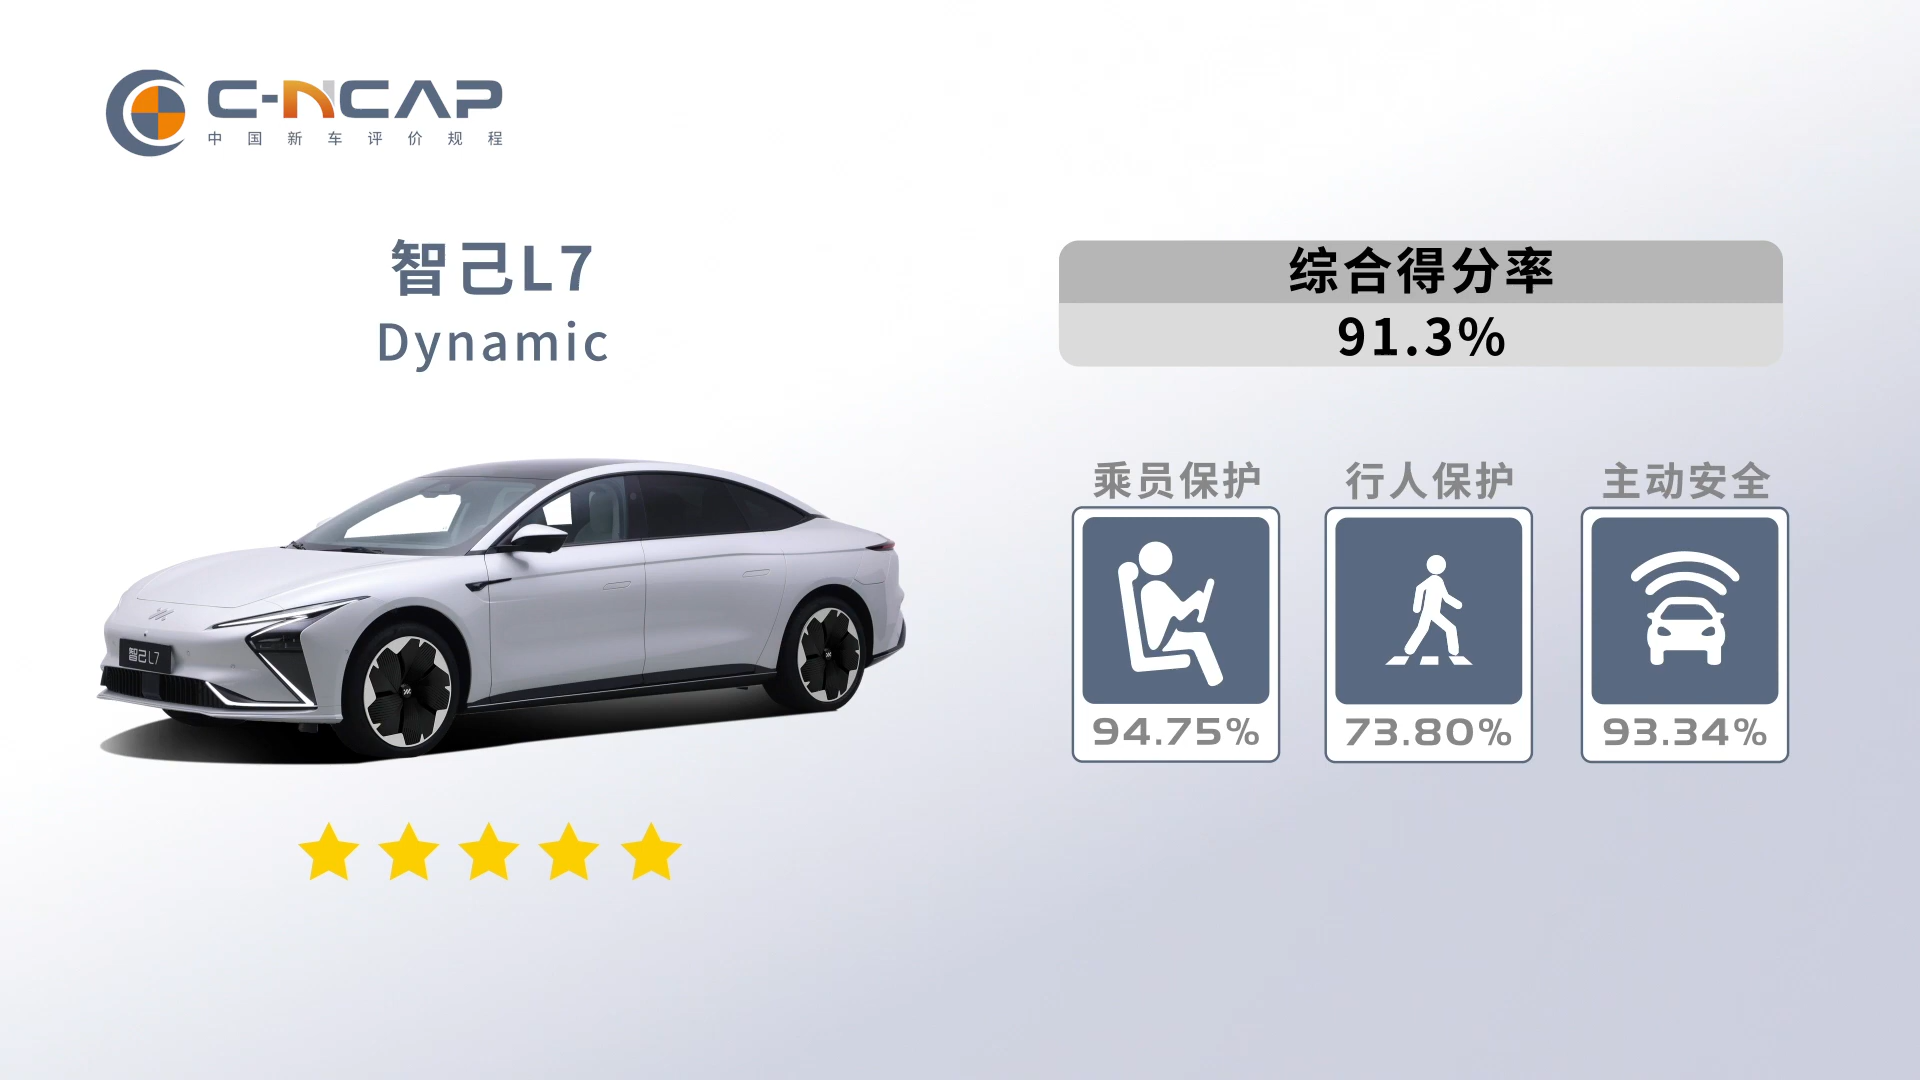 C-NCAP
中国新车评价规程
智己L7
Dynamic
智己L7
综合得分率
91.3%
乘员保护
行人保护
主动安全
94.75%
73.80%
93.34%